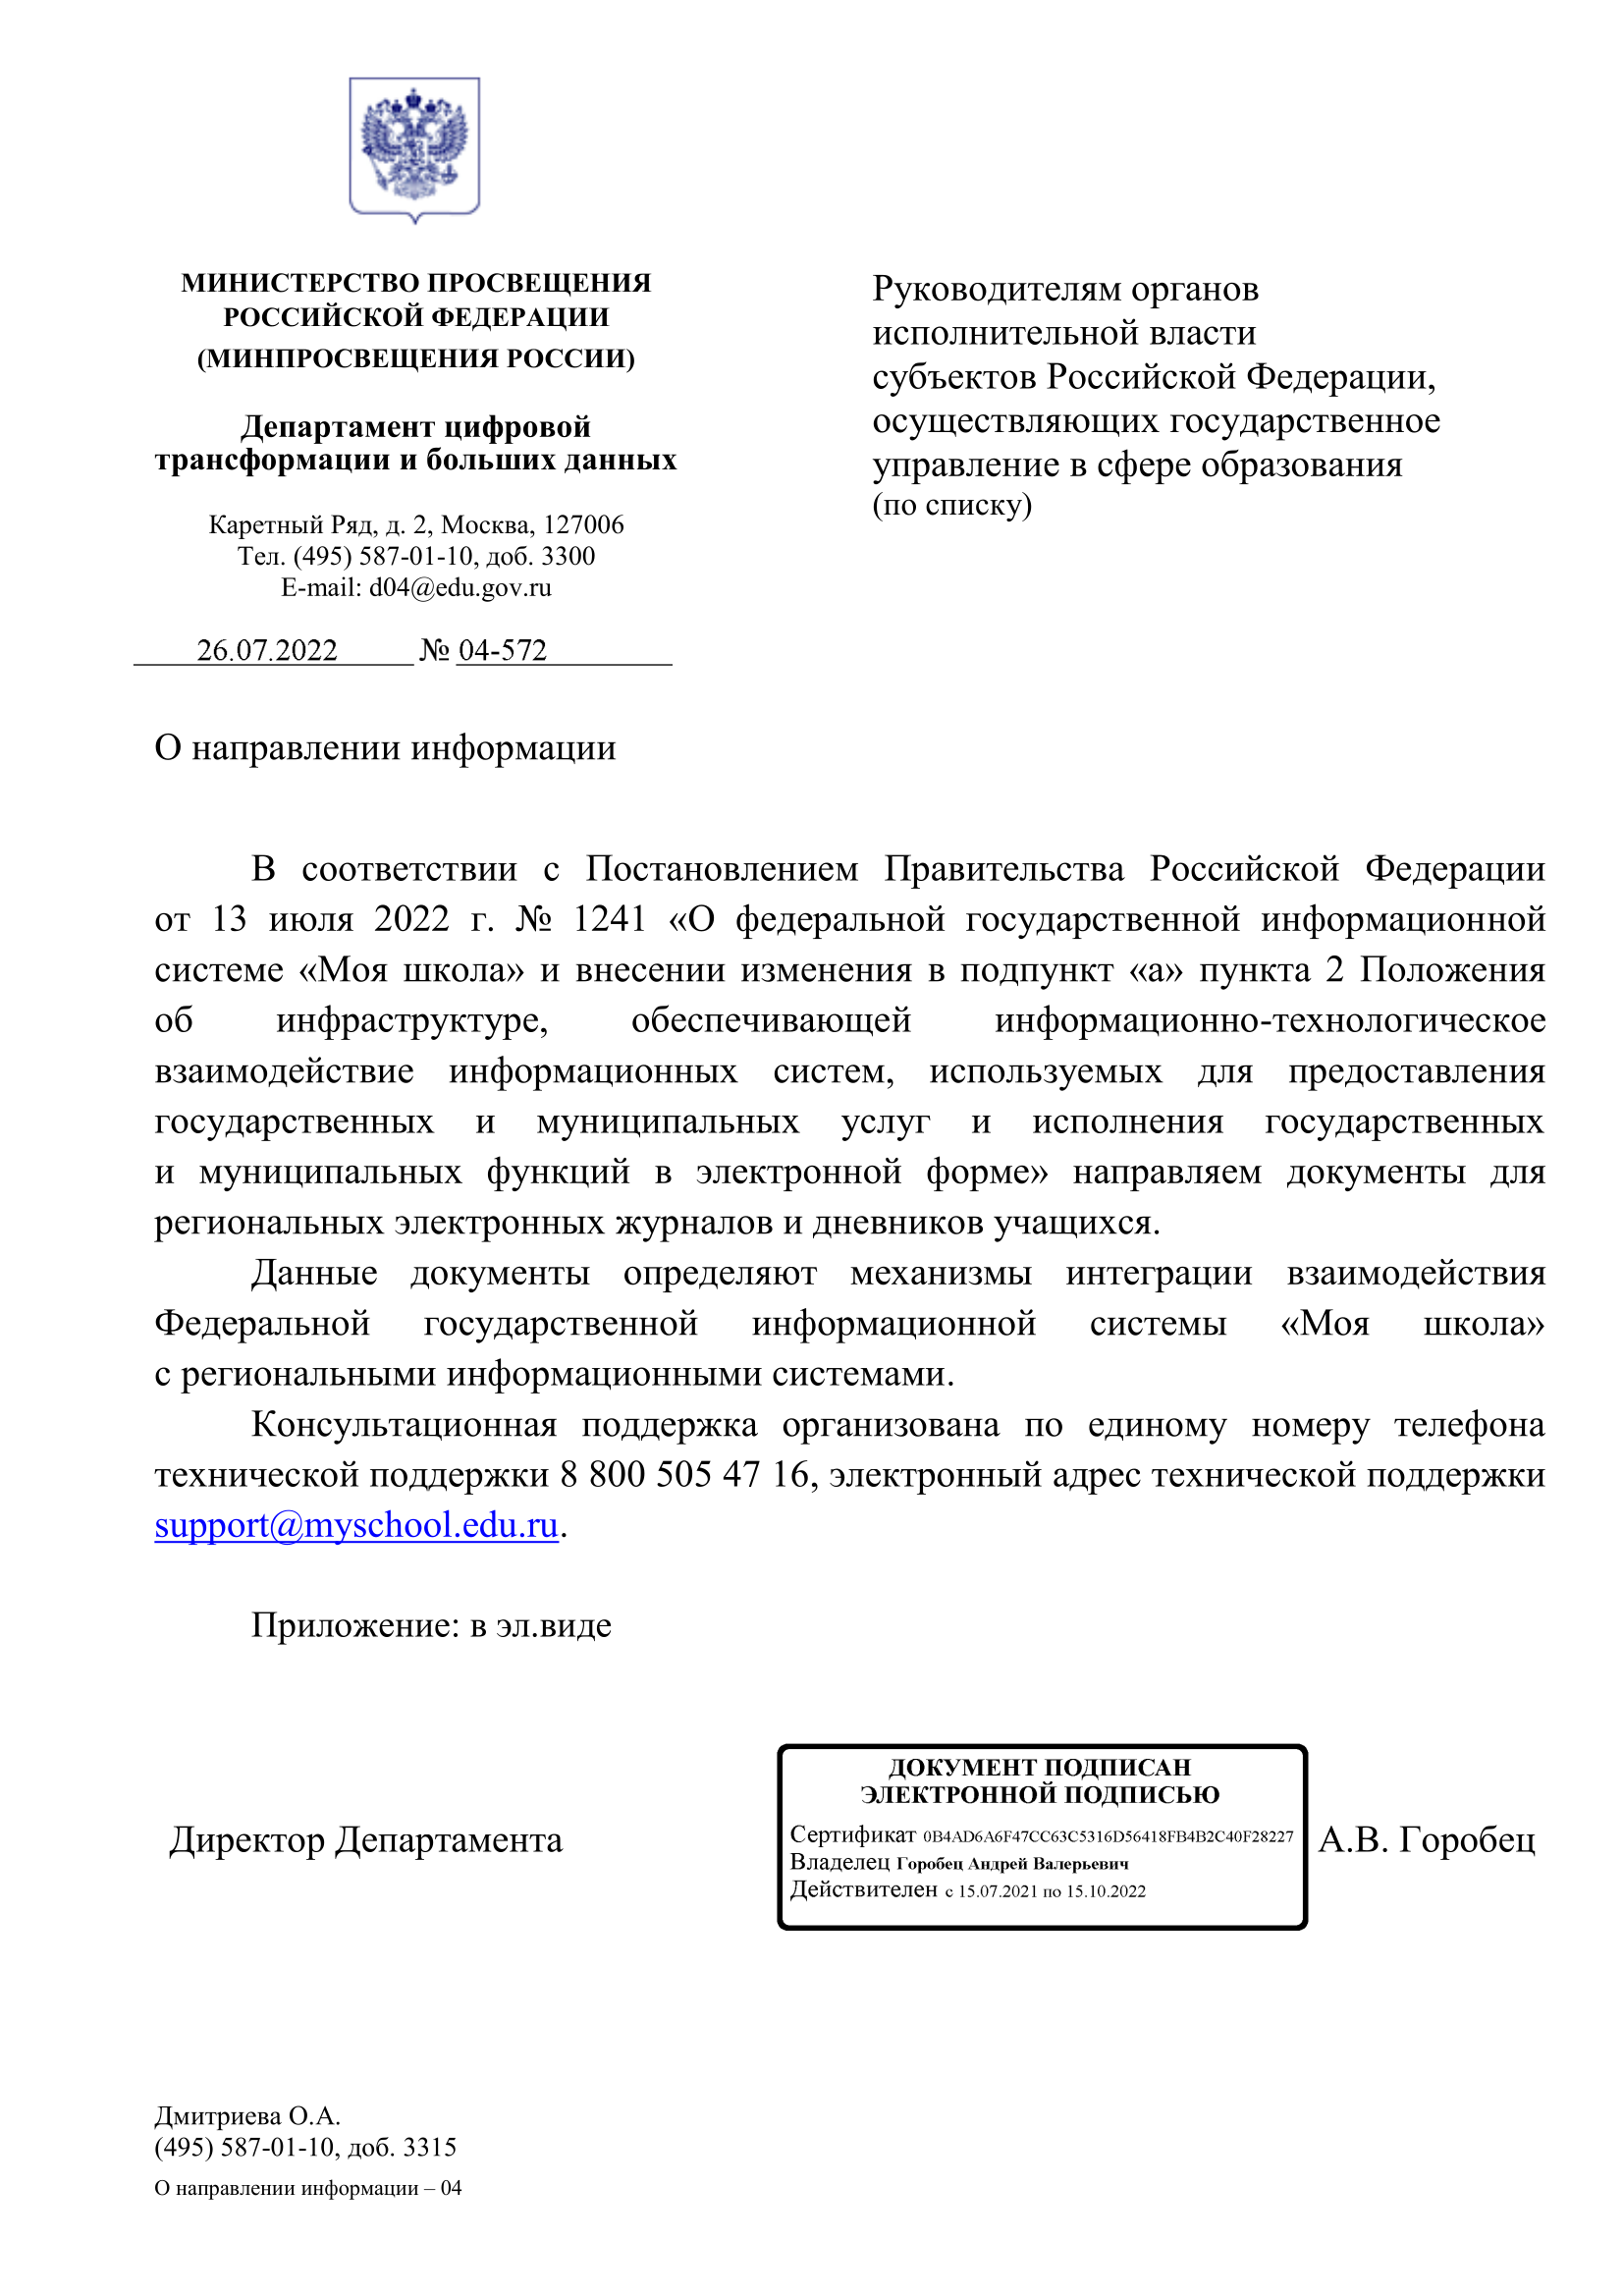 МИНИСТЕРСТВО ПРОСВЕЩЕНИЯ
РОССИЙСКОЙ ФЕДЕРАЦИИ
(МИНПРОСВЕЩЕНИЯ РОССИИ)
Департамент цифровой
трансформации и больших данных
Каретный Ряд, д. 2, Москва, 127006
Тел. (495) 587-01-10, доб. 3300
E-mail: d04@edu.gov.ru
26.07.2022 № 04-572
Руководителям органов
исполнительной власти
субъектов Российской Федерации,
осуществляющих государственное
управление в сфере образования
(по списку)
О направлении информации
В соответствии с Постановлением Правительства Российской Федерации
от 13 июля 2022 г. № 1241 «О федеральной государственной информационной
системе «Моя школа» и внесении изменения в подпункт «а» пункта 2 Положения
об инфраструктуре, обеспечивающей информационно-технологическое
взаимодействие информационных систем, используемых для предоставления
государственных и муниципальных услуг и исполнения государственных
и муниципальных функций в электронной форме» направляем документы для
региональных электронных журналов и дневников учащихся.
Данные документы определяют механизмы интеграции взаимодействия
Федеральной государственной информационной системы «Моя школа»
с региональными информационными системами.
Консультационная поддержка организована по единому номеру телефона
технической поддержки 8 800 505 47 16, электронный адрес технической поддержки
support@myschool.edu.ru.
Приложение: в эл.виде
Директор Департамента
ДОКУМЕНТ ПОДПИСАН
ЭЛЕКТРОННОЙ ПОДПИСЬЮ
Сертификат 0B4AD6A6F47CC63C5316D56418FB4B2C40F28227
Владелец Горобец Андрей Валерьевич
Действителен с 15.07.2021 по 15.10.2022
А.В. Горобец
Дмитриева О.А.
(495) 587-01-10, доб. 3315
О направлении информации – 04